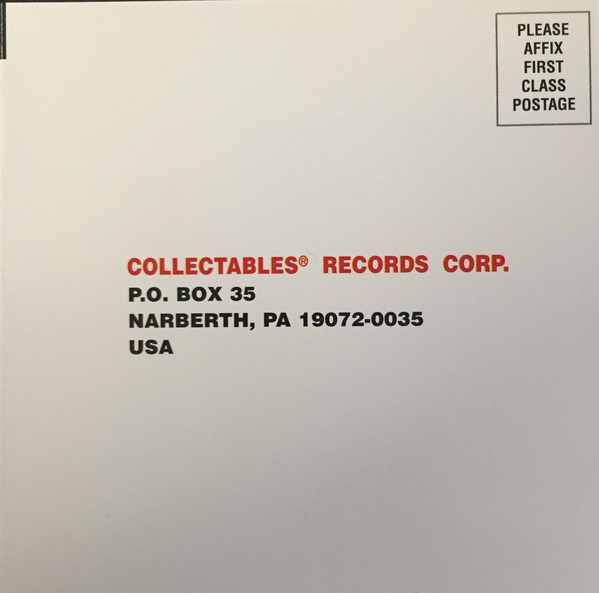 PLEASE
AFFIX
FIRST
CLASS
POSTAGE
COLLECTABLES® RECORDS CORP.
P.O. BOX 35
NARBERTH, PA 19072-0035
USA